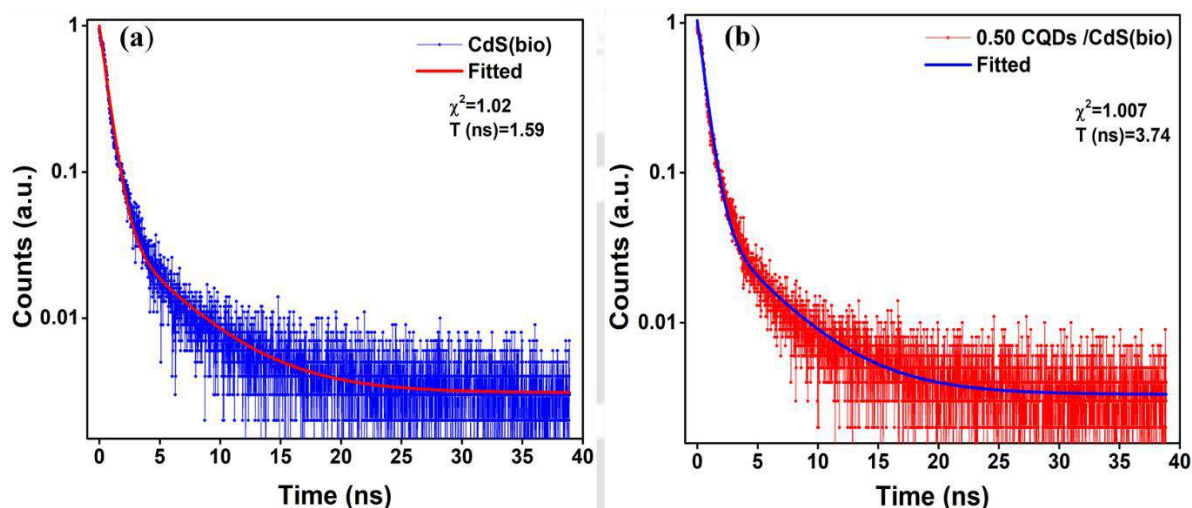 (a)
CdS(bio)
Fitted
χ²=1.02
T (ns)=1.59
1
0.1
0.01
Counts (a.u.)
0 5 10 15 20 25 30 35 40
Time (ns)
(b)
0.50 CQDs /CdS(bio)
Fitted
χ²=1.007
T (ns)=3.74
1
0.1
0.01
Counts (a.u.)
0 5 10 15 20 25 30 35 40
Time (ns)